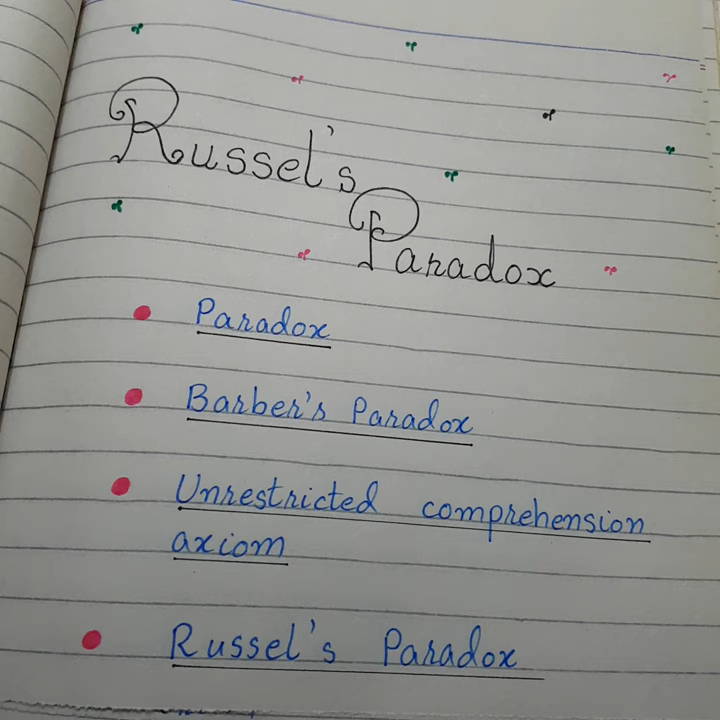 Russel's
Paradox
Paradox
Barber's Paradox
Unrestricted comprehension
axiom
Russel's Paradox